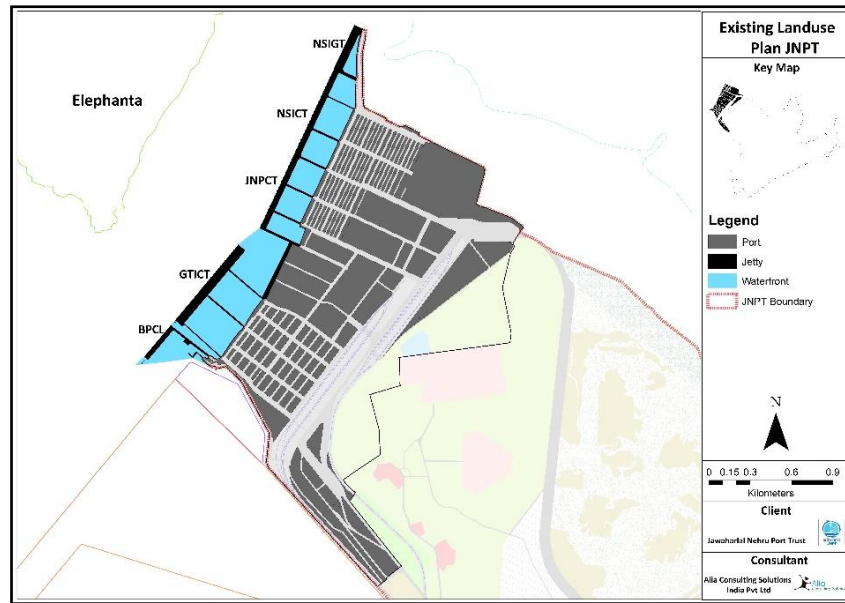 Existing Landuse
Plan JNPT
Key Map
NSIGT
Elephanta
NSICT
JNPCT
GTICT
BPCL
Legend
Port
Jetty
Waterfront
JNPT Boundary
N
0 0.15 0.3 0.6 0.9
Kilometers
Client
Jawaharlal Nehru Port Trust
Consultant
Alia Consulting Solutions
India Pvt Ltd
Alia